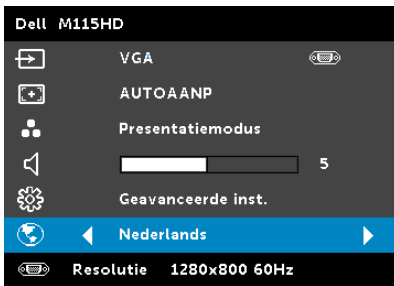 Dell M115HD
VGA
AUTOAANP
Presentatiemodus
5
Geavanceerde inst.
Nederlands
Resolutie 1280x800 60Hz